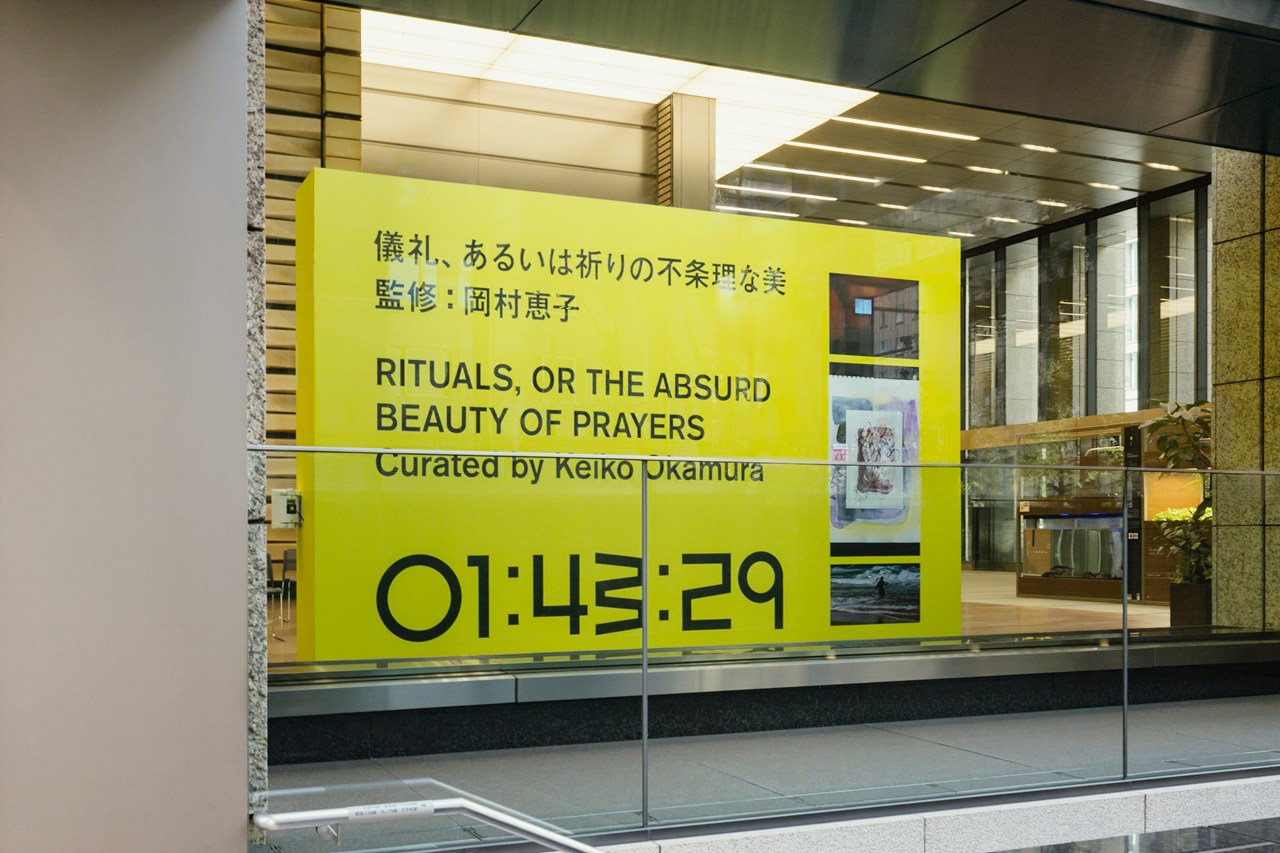 儀礼、あるいは祈りの不条理な美
監修：岡村恵子
RITUALS, OR THE ABSURD
BEAUTY OF PRAYERS
Curated by Keiko Okamura
01:43:29